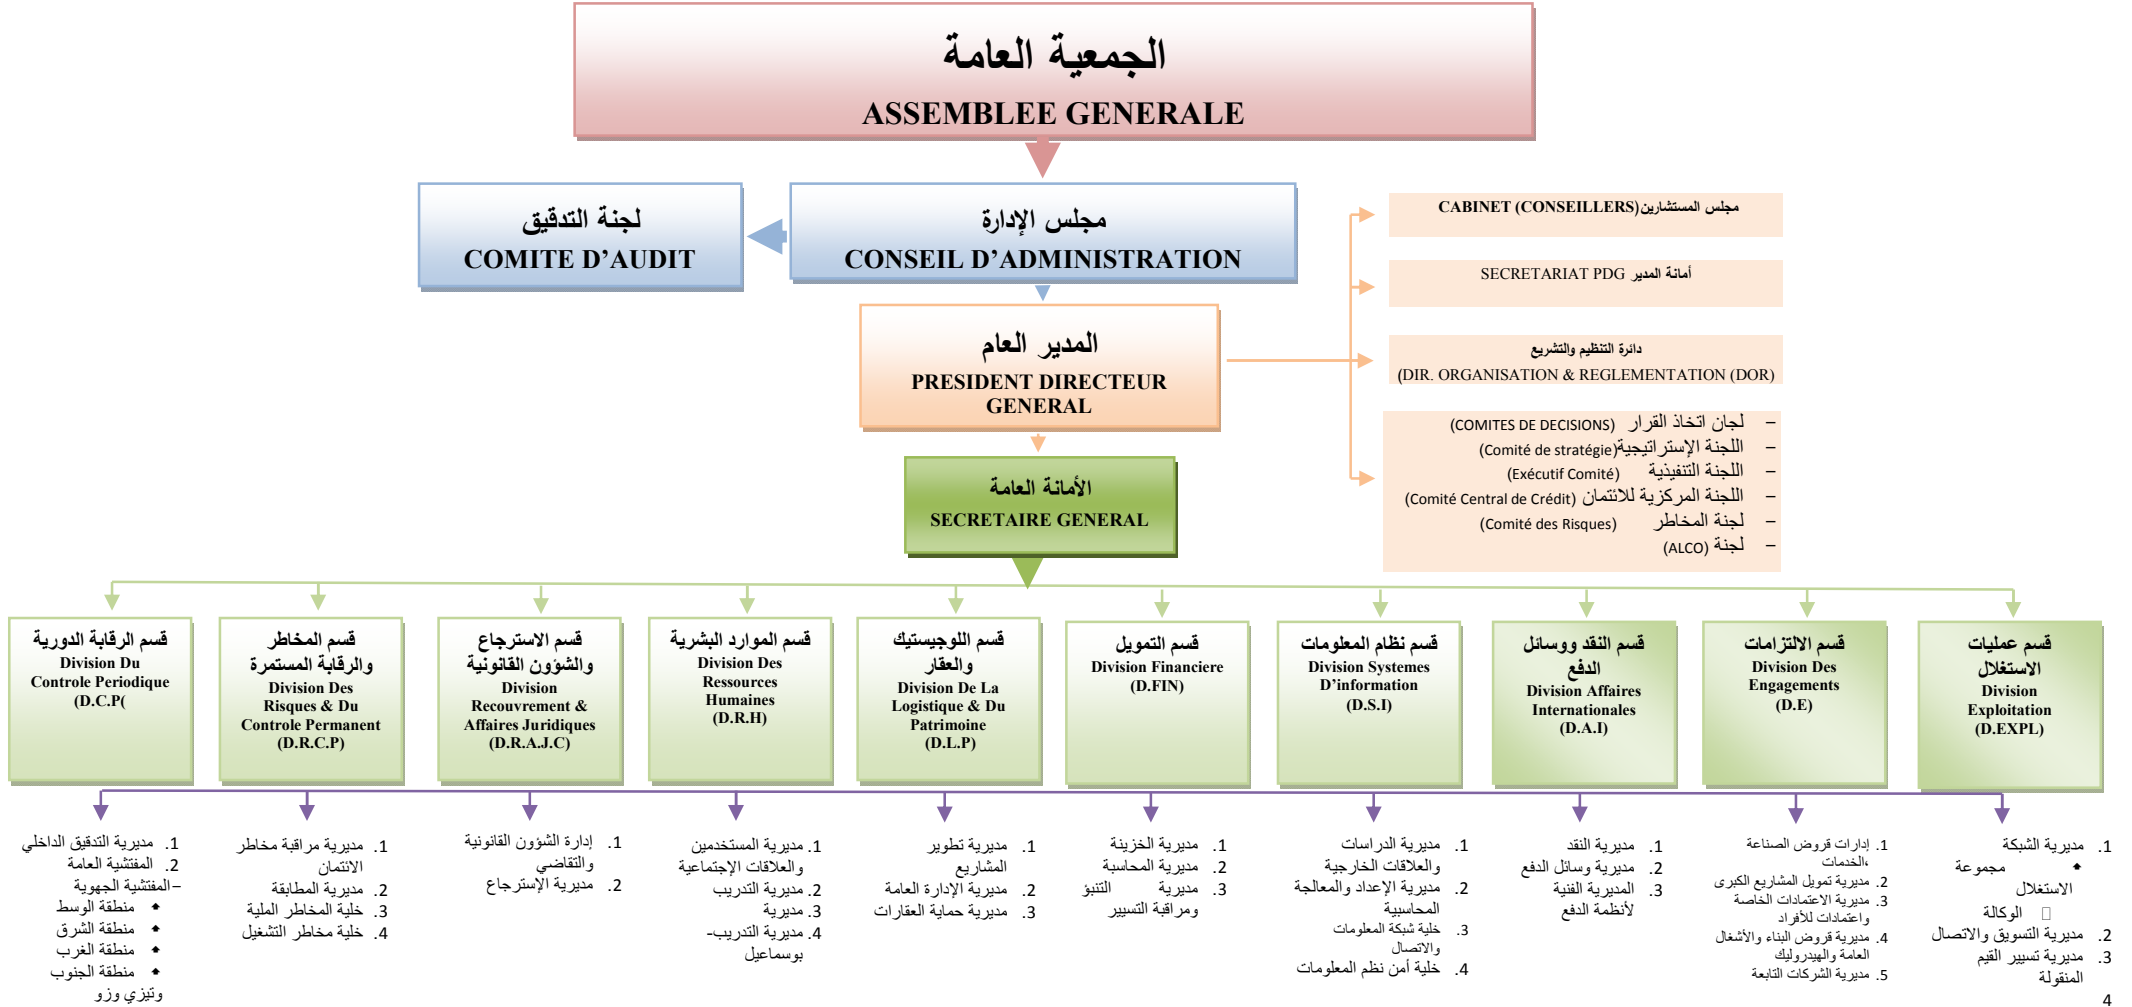 الجمعية العامة
ASSEMBLEE GENERALE
لجنة التدقيق
COMITE D’AUDIT
مجلس الإدارة
CONSEIL D’ADMINISTRATION
مجلس المستشارين(CABINET (CONSEILLERS
أمانة المدير SECRETARIAT PDG
دائرة التنظيم والتشريع
(DIR. ORGANISATION & REGLEMENTATION (DOR)
المدير العام
PRESIDENT DIRECTEUR
GENERAL
– لجان اتخاذ القرار (COMITES DE DECISIONS)
– اللجنة الإستراتيجية(Comité de stratégie)
– اللجنة التنفيذية (Exécutif Comité)
– اللجنة المركزية للائتمان (Comité Central de Crédit)
– لجنة المخاطر (Comité des Risques)
– لجنة (ALCO)
الأمانة العامة
SECRETAIRE GENERAL
قسم عمليات
الاستغلال
Division
Exploitation
(D.EXPL)
قسم الالتزامات
Division Des
Engagements
(D.E)
قسم النقد ووسائل
الدفع
Division Affaires
Internationales
(D.A.I)
قسم نظام المعلومات
Division Systemes
D’information
(D.S.I)
قسم التمويل
Division Financiere
(D.FIN)
قسم اللوجيستيك
والعقار
Division De La
Logistique & Du
Patrimoine
(D.L.P)
قسم الموارد البشرية
Division Des
Ressources
Humaines
(D.R.H)
قسم الاسترجاع
والشؤون القانونية
Division
Recouvrement &
Affaires Juridiques
(D.R.A.J.C)
قسم المخاطر
والرقابة المستمرة
Division Des
Risques & Du
Controle Permanent
(D.R.C.P)
قسم الرقابة الدورية
Division Du
Controle Periodique
(D.C.P(
1. مديرية الشبكة
مجموعة
الاستغلال
الوكالة
2. مديرية التسويق والاتصال
3. مديرية تسيير القيم
المنقولة
4
1. إدارات قروض الصناعة
،الخدمات
2. مديرية تمويل المشاريع الكبرى
3. مديرية الاعتمادات الخاصة
واعتمادات للأفراد
4. مديرية قروض البناء والأشغال
العامة والهيدروليك
5. مديرية الشركات التابعة
1. مديرية النقد
2. مديرية وسائل الدفع
3. المديرية الفنية
لأنظمة الدفع
1. مديرية الدراسات
والعلاقات الخارجية
2. مديرية الإعداد والمعالجة
المحاسبية
3. خلية شبكة المعلومات
والاتصال
4. خلية أمن نظم المعلومات
1. مديرية الخزينة
2. مديرية المحاسبة
3. مديرية التنبؤ
ومراقبة التسيير
1. مديرية تطوير
المشاريع
2. مديرية الإدارة العامة
3. مديرية حماية العقارات
1. مديرية المستخدمين
والعلاقات الإجتماعية
2. مديرية التدريب
3. مديرية
4. مديرية التدريب-
بوسماعيل
1. إدارة الشؤون القانونية
والتقاضي
2. مديرية الإسترجاع
1. مديرية مراقبة مخاطر
الائتمان
2. مديرية المطابقة
3. خلية المخاطر الملية
4. خلية مخاطر التشغيل
1. مديرية التدقيق الداخلي
2. المفتشية العامة
–المفتشية الجهوية
منطقة الوسط
منطقة الشرق
منطقة الغرب
منطقة الجنوب
وتيزي وزو